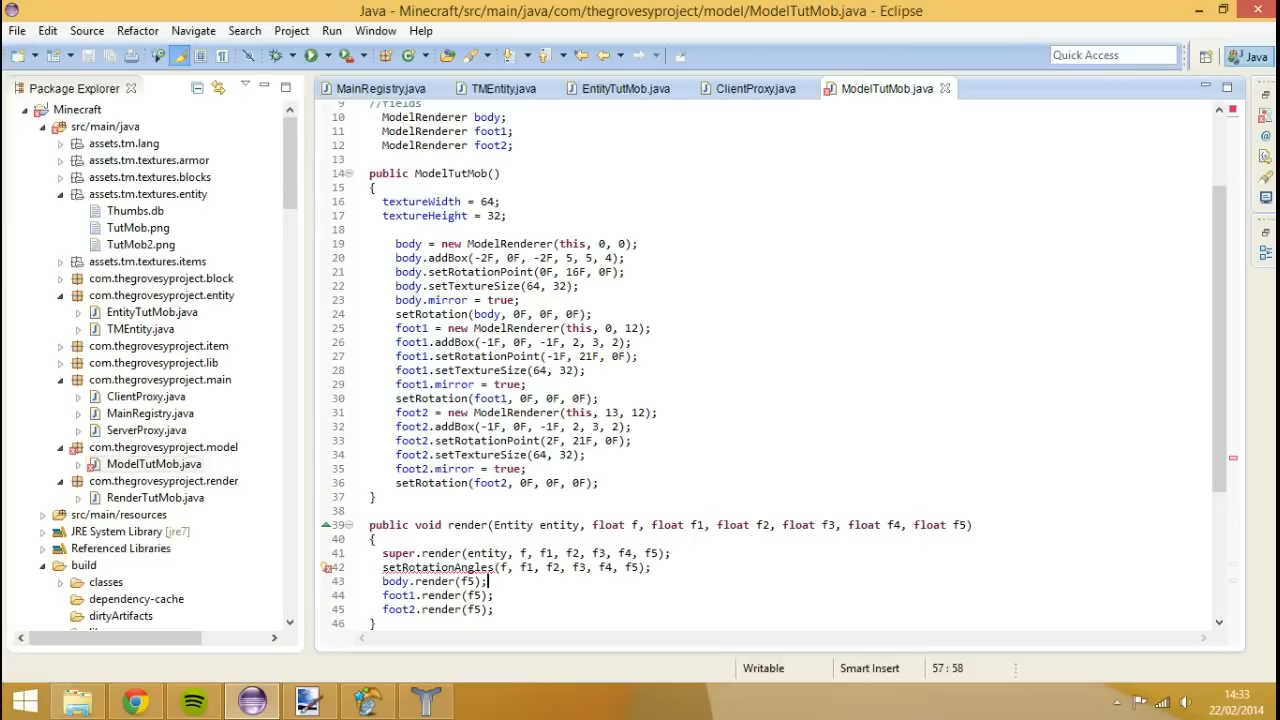 Java - Minecraft/src/main/java/com/thegrovesyproject/model/ModelTutMob.java - Eclipse
File Edit Source Refactor Navigate Search Project Run Window Help
Quick Access
Java
Package Explorer
MainRegistry.java TMEntity.java EntityTutMob.java ClientProxy.java ModelTutMob.java
Minecraft
src/main/java
assets.tm.lang
assets.tm.textures.armor
assets.tm.textures.blocks
assets.tm.textures.entity
Thumbs.db
TutMob.png
TutMob2.png
assets.tm.textures.items
com.thegrovesyproject.block
com.thegrovesyproject.entity
EntityTutMob.java
TMEntity.java
com.thegrovesyproject.item
com.thegrovesyproject.lib
com.thegrovesyproject.main
ClientProxy.java
MainRegistry.java
ServerProxy.java
com.thegrovesyproject.model
ModelTutMob.java
com.thegrovesyproject.render
RenderTutMob.java
src/main/resources
JRE System Library [jre7]
Referenced Libraries
build
classes
dependency-cache
dirtyArtifacts
9 //fields
10 ModelRenderer body;
11 ModelRenderer foot1;
12 ModelRenderer foot2;
13
14 public ModelTutMob()
15 {
16 textureWidth = 64;
17 textureHeight = 32;
18
19 body = new ModelRenderer(this, 0, 0);
20 body.addBox(-2F, 0F, -2F, 5, 5, 4);
21 body.setRotationPoint(0F, 16F, 0F);
22 body.setTextureSize(64, 32);
23 body.mirror = true;
24 setRotation(body, 0F, 0F, 0F);
25 foot1 = new ModelRenderer(this, 0, 12);
26 foot1.addBox(-1F, 0F, -1F, 2, 3, 2);
27 foot1.setRotationPoint(-1F, 21F, 0F);
28 foot1.setTextureSize(64, 32);
29 foot1.mirror = true;
30 setRotation(foot1, 0F, 0F, 0F);
31 foot2 = new ModelRenderer(this, 13, 12);
32 foot2.addBox(-1F, 0F, -1F, 2, 3, 2);
33 foot2.setRotationPoint(2F, 21F, 0F);
34 foot2.setTextureSize(64, 32);
35 foot2.mirror = true;
36 setRotation(foot2, 0F, 0F, 0F);
37 }
38
39 public void render(Entity entity, float f, float f1, float f2, float f3, float f4, float f5)
40 {
41 super.render(entity, f, f1, f2, f3, f4, f5);
42 setRotationAngles(f, f1, f2, f3, f4, f5);
43 body.render(f5);
44 foot1.render(f5);
45 foot2.render(f5);
46 }
Writable Smart Insert 57 : 58
14:33
22/02/2014